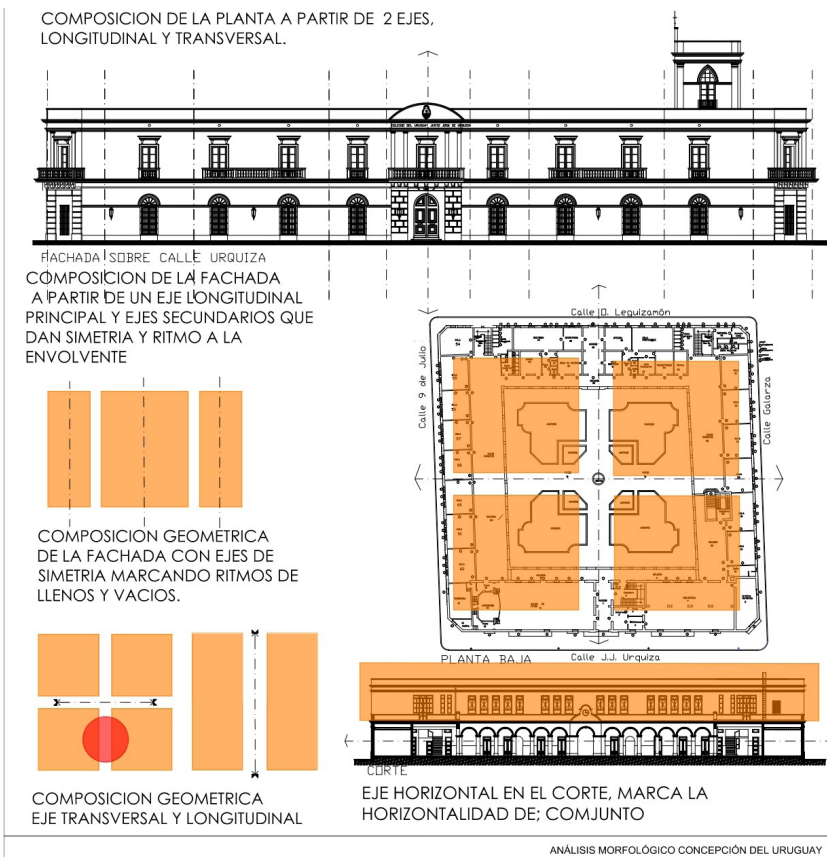 COMPOSICION DE LA PLANTA A PARTIR DE 2 EJES,
LONGITUDINAL Y TRANSVERSAL.
FACHADA SOBRE CALLE URQUIZA
COMPOSICION DE LA FACHADA
A PARTIR DE UN EJE LONGITUDINAL
PRINCIPAL Y EJES SECUNDARIOS QUE
DAN SIMETRIA Y RITMO A LA
ENVOLVENTE
Calle O. Leguizamón
Calle 9 de Julio
Calle Galarza
COMPOSICION GEOMETRICA
DE LA FACHADA CON EJES DE
SIMETRIA MARCANDO RITMOS DE
LLENOS Y VACIOS.
PLANTA BAJA
Calle J.J. Urquiza
CORTE
COMPOSICION GEOMETRICA
EJE TRANSVERSAL Y LONGITUDINAL
EJE HORIZONTAL EN EL CORTE, MARCA LA
HORIZONTALIDAD DE; COMJUNTO
ANÁLISIS MORFOLÓGICO CONCEPCIÓN DEL URUGUAY